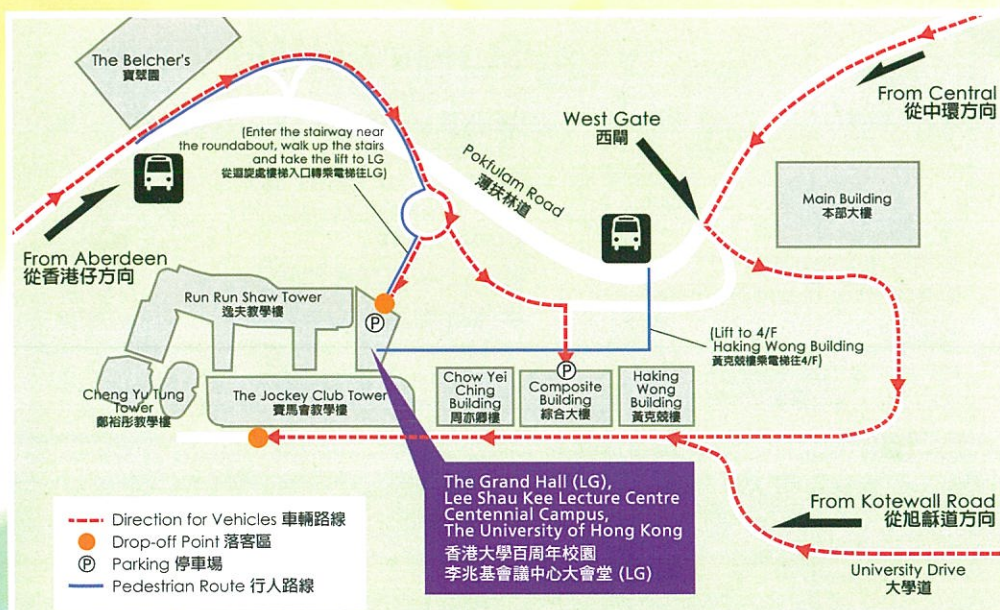 The Belcher's
寶翠園
From Central
從中環方向
West Gate
西閘
(Enter the stairway near
the roundabout, walk up the stairs
and take the lift to LG
從迴旋處樓梯入口轉乘電梯往LG)
Pokfulam Road
薄扶林道
Main Building
本部大樓
From Aberdeen
從香港仔方向
Run Run Shaw Tower
逸夫教學樓
P
(Lift to 4/F
Haking Wong Building
黃克兢樓乘電梯往4/F)
P
Cheng Yu Tung
Tower
鄭裕彤教學樓
The Jockey Club Tower
賽馬會教學樓
Chow Yei
Ching
Building
周亦卿樓
Composite
Building
綜合大樓
Haking
Wong
Building
黃克兢樓
The Grand Hall (LG),
Lee Shau Kee Lecture Centre
Centennial Campus,
The University of Hong Kong
香港大學百周年校園
李兆基會議中心大會堂 (LG)
From Kotewall Road
從旭龢道方向
University Drive
大學道
Direction for Vehicles 車輛路線
Drop-off Point 落客區
P Parking 停車場
Pedestrian Route 行人路線